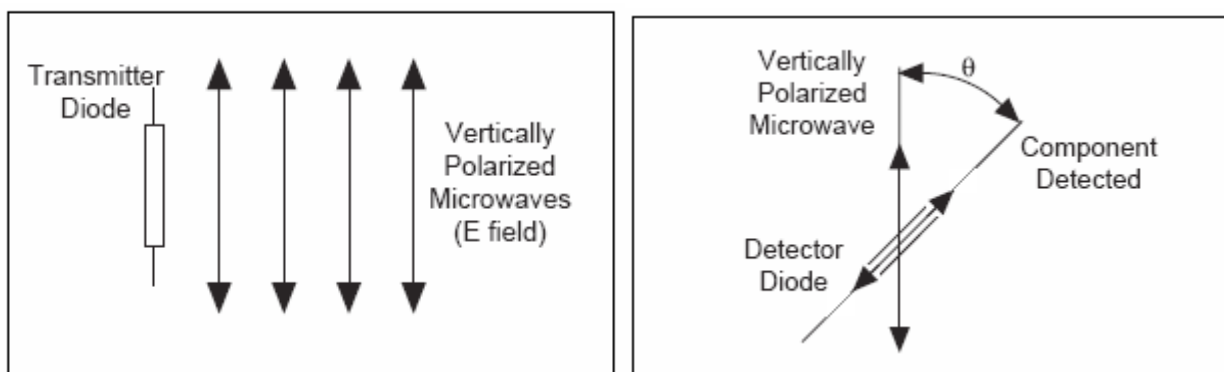 Transmitter
Diode
Vertically
Polarized
Microwaves
(E field)
Vertically
Polarized
Microwave
θ
Component
Detected
Detector
Diode